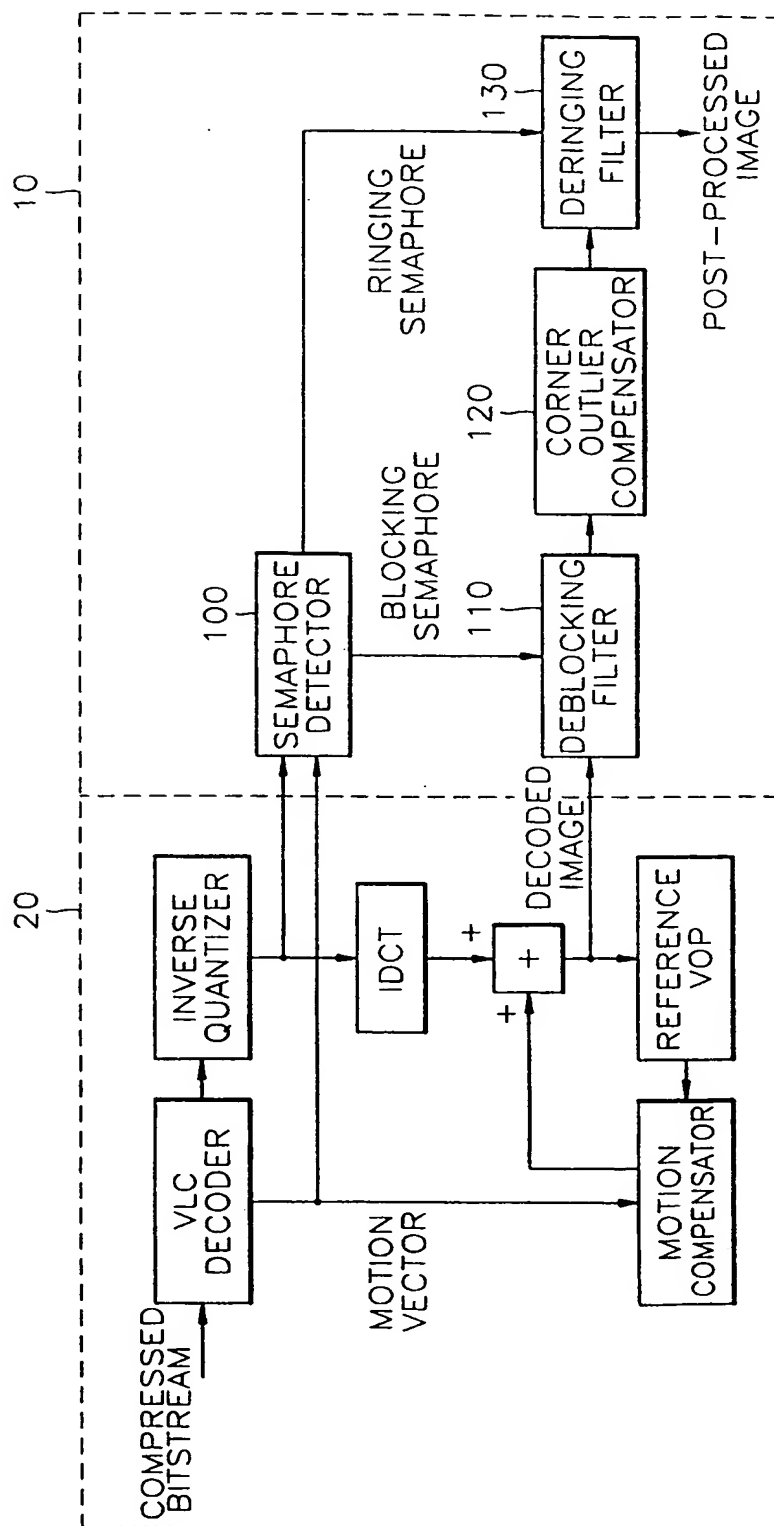 20
10
COMPRESSED
BITSTREAM
VLC
DECODER
INVERSE
QUANTIZER
MOTION
VECTOR
IDCT
+
+
+
DECODED
IMAGE
REFERENCE
VOP
MOTION
COMPENSATOR
100
SEMAPHORE
DETECTOR
BLOCKING
SEMAPHORE
RINGING
SEMAPHORE
110
DEBLOCKING
FILTER
120
CORNER
OUTLIER
COMPENSATOR
130
DERINGING
FILTER
POST-PROCESSED
IMAGE